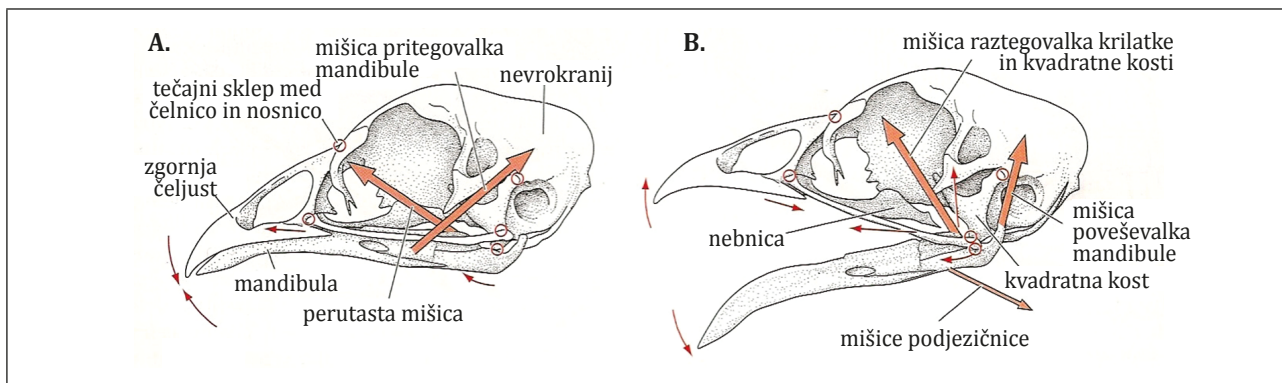 A.
mišica pritegovalka
mandibule
nevrokranij
tečajni sklep med
čelnico in nosnico
zgornja
čeljust
mandibula
perutasta mišica
B.
mišica raztegovalka krilatke
in kvadratne kosti
nebnica
mišica
poveševalka
mandibule
kvadratna kost
mišice podjezičnice